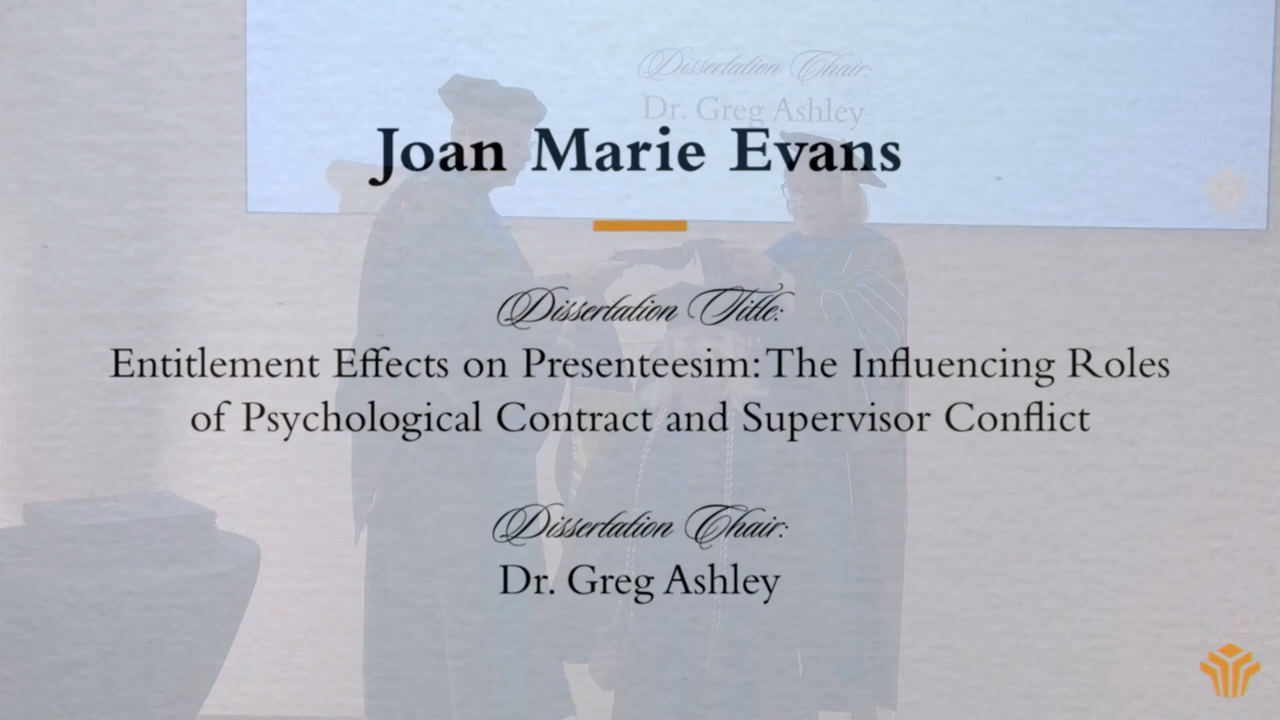 Dissertation Chair:
Dr. Greg Ashley
Joan Marie Evans
Dissertation Title:
Entitlement Effects on Presenteesim: The Influencing Roles
of Psychological Contract and Supervisor Conflict
Dissertation Chair:
Dr. Greg Ashley